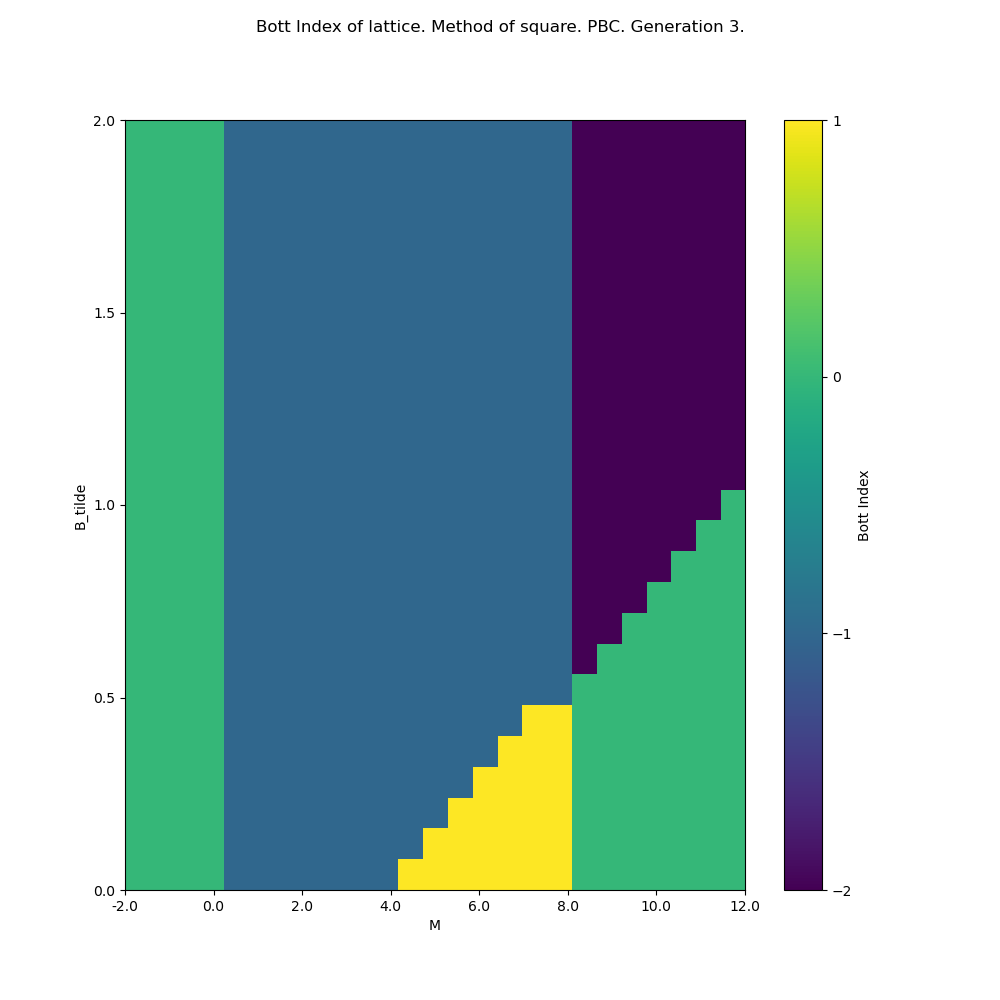 Bott Index of lattice. Method of square. PBC. Generation 3.
2.0
1.5
1.0
0.5
0.0
B_tilde
-2.0 0.0 2.0 4.0 6.0 8.0 10.0 12.0
M
1
0
−1
−2
Bott Index